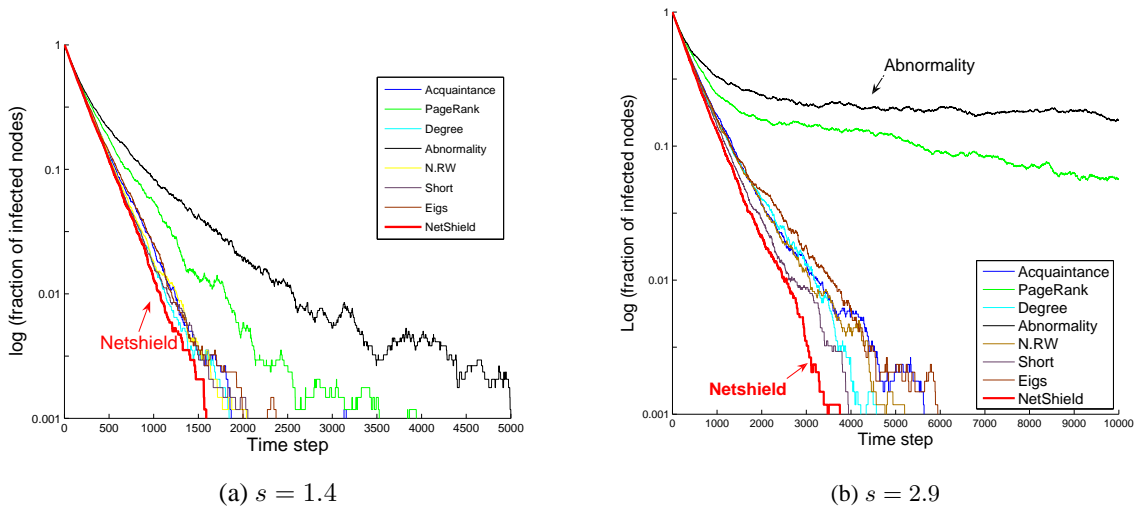 1
0.1
0.01
0.001
log (fraction of infected nodes)
0 500 1000 1500 2000 2500 3000 3500 4000 4500 5000
Time step
Acquaintance
PageRank
Degree
Abnormality
N.RW
Short
Eigs
NetShield
Netshield
(a) s = 1.4
1
0.1
0.01
0.001
Log (fraction of infected nodes)
0 1000 2000 3000 4000 5000 6000 7000 8000 9000 10000
Time step
Abnormality
Acquaintance
PageRank
Degree
Abnormality
N.RW
Short
Eigs
NetShield
Netshield
(b) s = 2.9